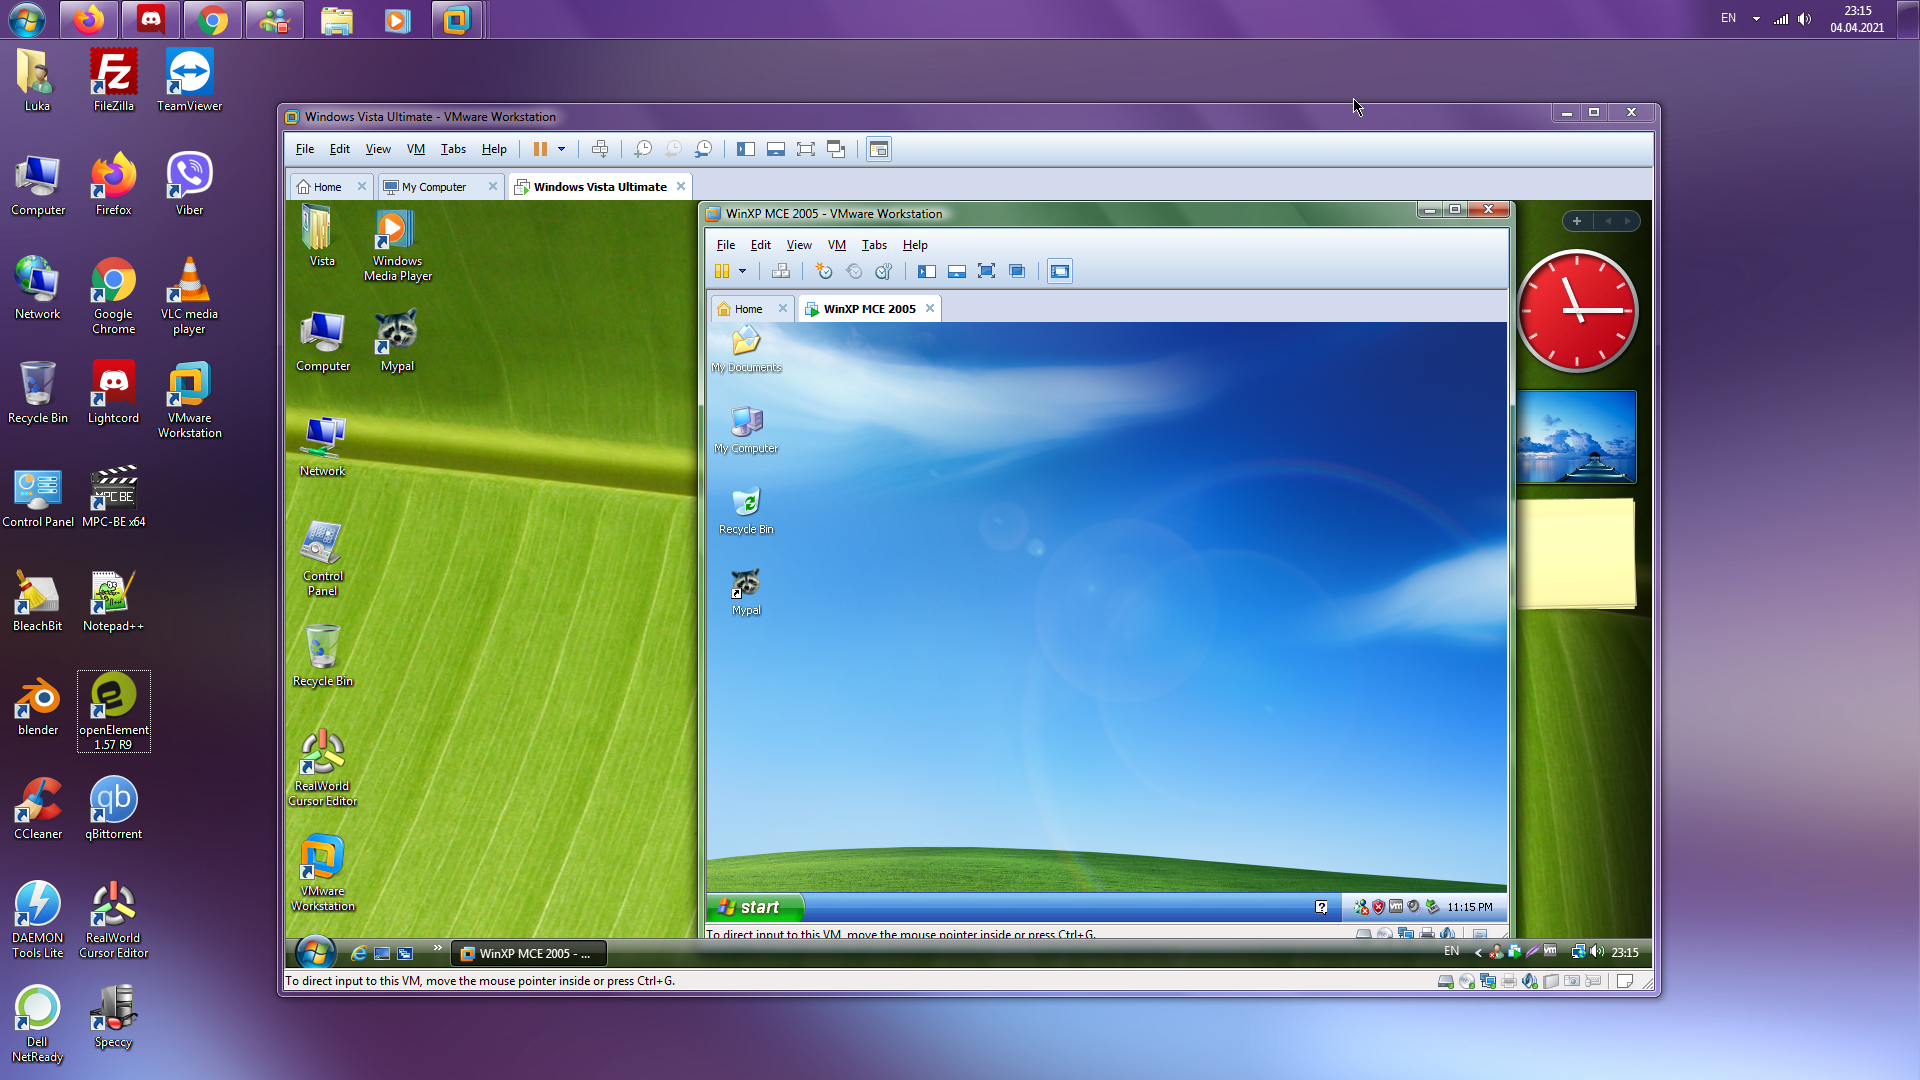 EN
23:15
04.04.2021
Luka
FileZilla
TeamViewer
Computer
Firefox
Viber
Network
Google
Chrome
VLC media
player
Recycle Bin
Lightcord
VMware
Workstation
Control Panel
MPC BE
MPC-BE x64
BleachBit
Notepad++
blender
openElement
1.57 R9
CCleaner
qb
qBittorrent
DAEMON
Tools Lite
RealWorld
Cursor Editor
Dell
NetReady
Speccy
Windows Vista Ultimate - VMware Workstation
File Edit View VM Tabs Help
Home
My Computer
Windows Vista Ultimate
Vista
Windows
Media Player
Computer
Mypal
Network
Control
Panel
Recycle Bin
RealWorld
Cursor Editor
VMware
Workstation
WinXP MCE 2005 - VMware Workstation
File Edit View VM Tabs Help
Home
WinXP MCE 2005
My Documents
My Computer
Recycle Bin
Mypal
start
11:15 PM
To direct input to this VM, move the mouse pointer inside or press Ctrl+G.
WinXP MCE 2005 - ...
EN
23:15
To direct input to this VM, move the mouse pointer inside or press Ctrl+G.